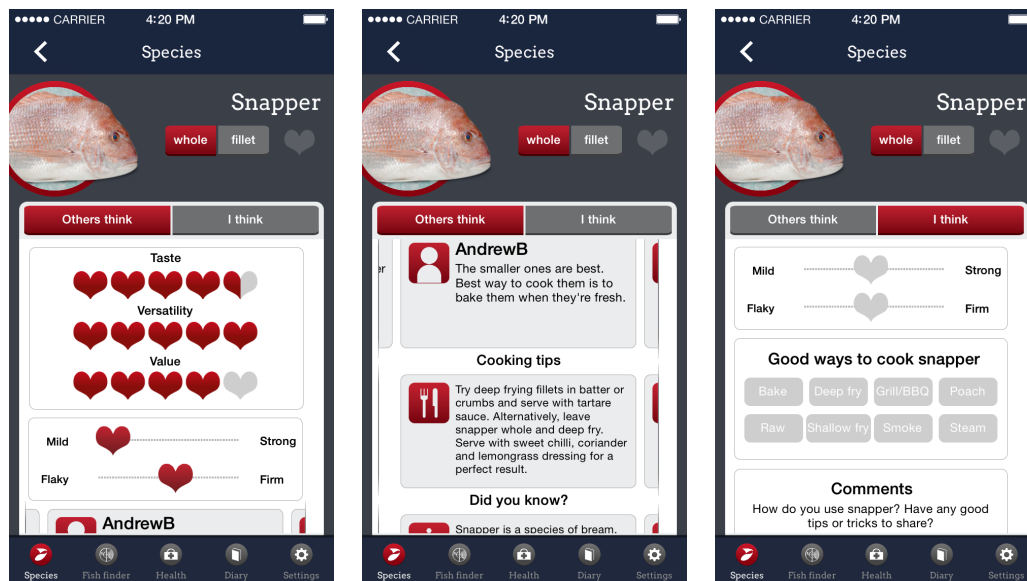 CARRIER 4:20 PM
Species
Snapper
whole fillet
Others think I think
Taste
Versatility
Value
Mild Strong
Flaky Firm
AndrewB
Species Fish finder Health Diary Settings
CARRIER 4:20 PM
Species
Snapper
whole fillet
Others think I think
er
AndrewB
The smaller ones are best.
Best way to cook them is to
bake them when they're fresh.
Cooking tips
Try deep frying fillets in batter or
crumbs and serve with tartare
sauce. Alternatively, leave
snapper whole and deep fry.
Serve with sweet chilli, coriander
and lemongrass dressing for a
perfect result.
Did you know?
Snapper is a species of bream.
Species Fish finder Health Diary Settings
CARRIER 4:20 PM
Species
Snapper
whole fillet
Others think I think
Mild Strong
Flaky Firm
Good ways to cook snapper
Bake Deep fry Grill/BBQ Poach
Raw Shallow fry Smoke Steam
Comments
How do you use snapper? Have any good
tips or tricks to share?
Species Fish finder Health Diary Settings